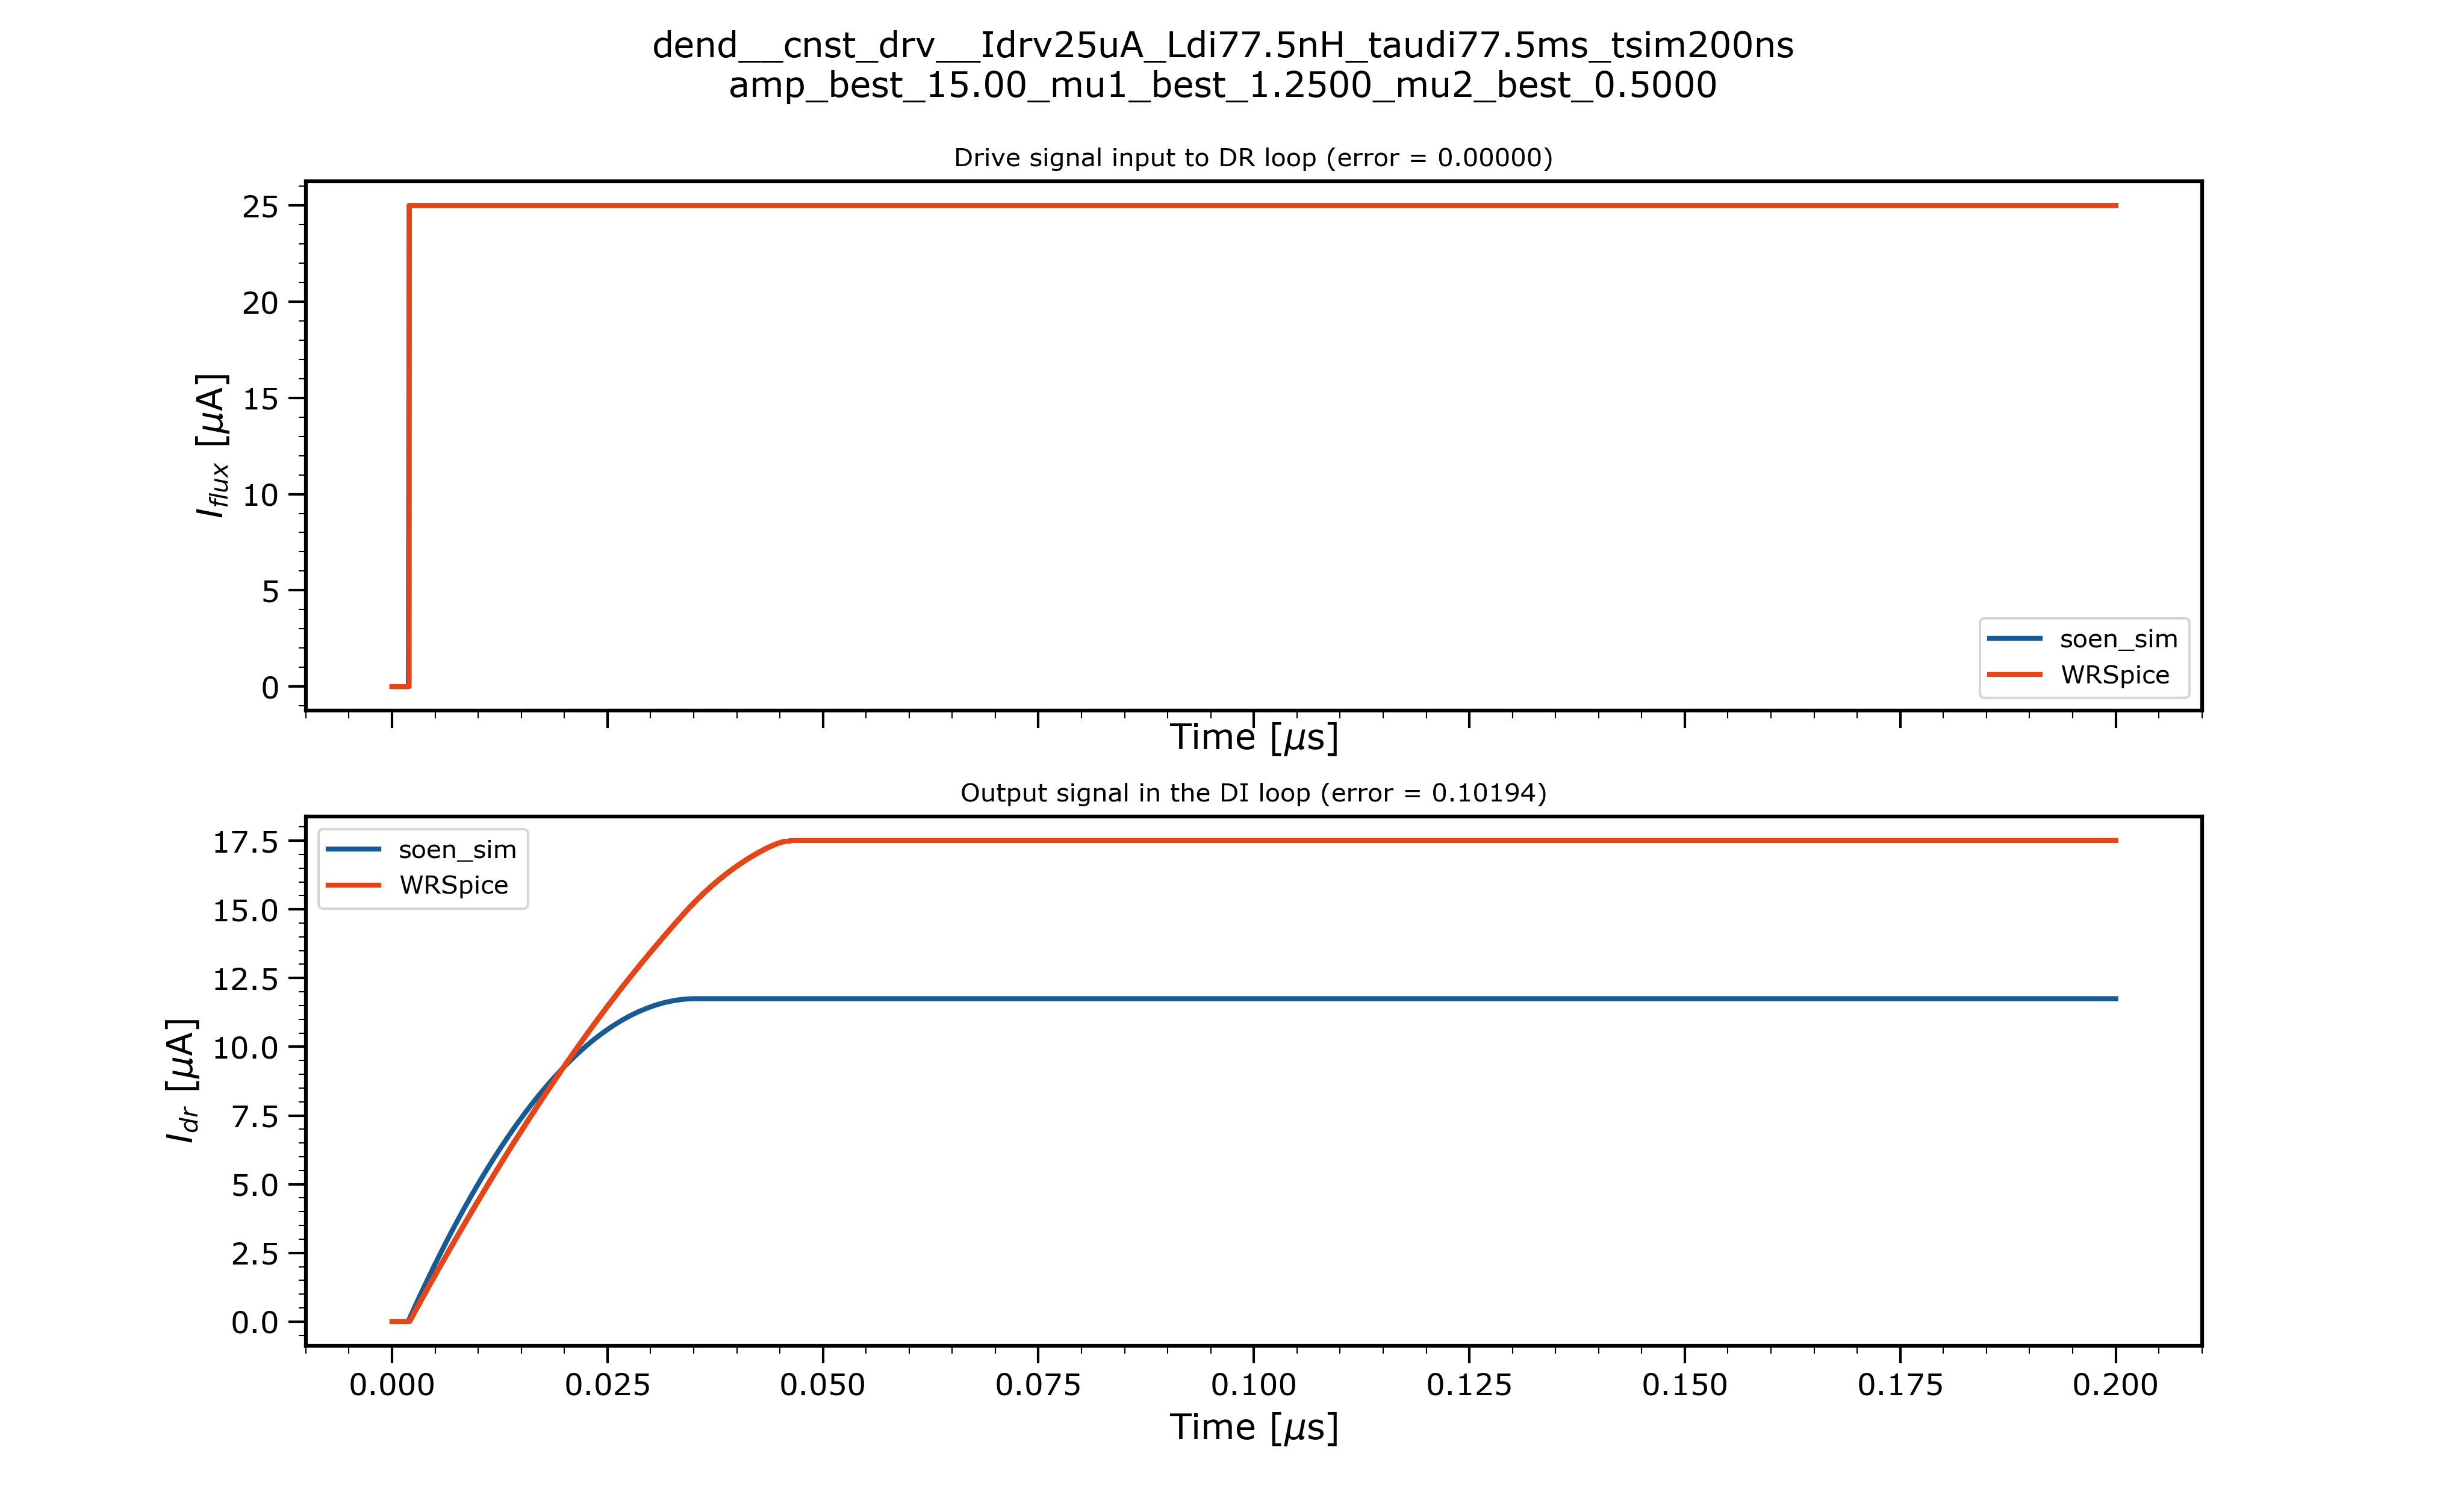 dend__cnst_drv__Idrv25uA_Ldi77.5nH_taudi77.5ms_tsim200ns
amp_best_15.00_mu1_best_1.2500_mu2_best_0.5000
Drive signal input to DR loop (error = 0.00000)
25
20
15
10
5
0
I_flux [μA]
soen_sim
WRSpice
Time [μs]
Output signal in the DI loop (error = 0.10194)
17.5
15.0
12.5
10.0
7.5
5.0
2.5
0.0
I_dr [μA]
soen_sim
WRSpice
0.000 0.025 0.050 0.075 0.100 0.125 0.150 0.175 0.200
Time [μs]